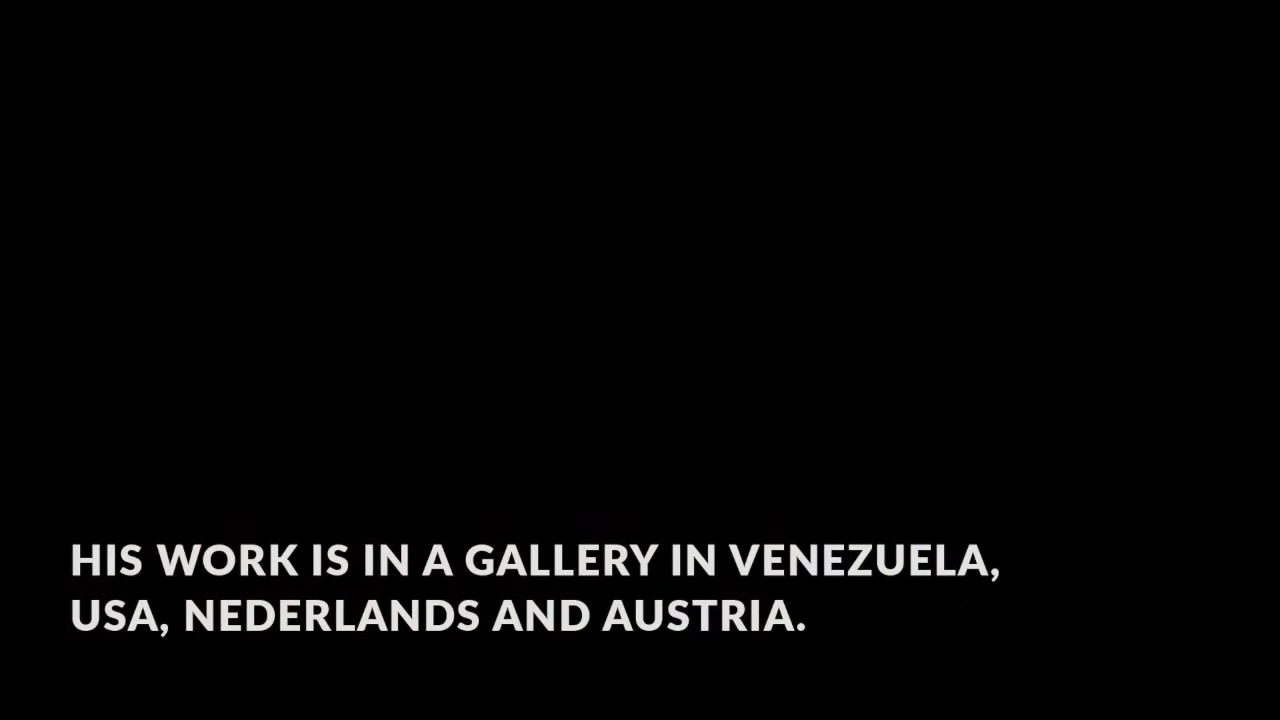 HIS WORK IS IN A GALLERY IN VENEZUELA,
USA, NEDERLANDS AND AUSTRIA.